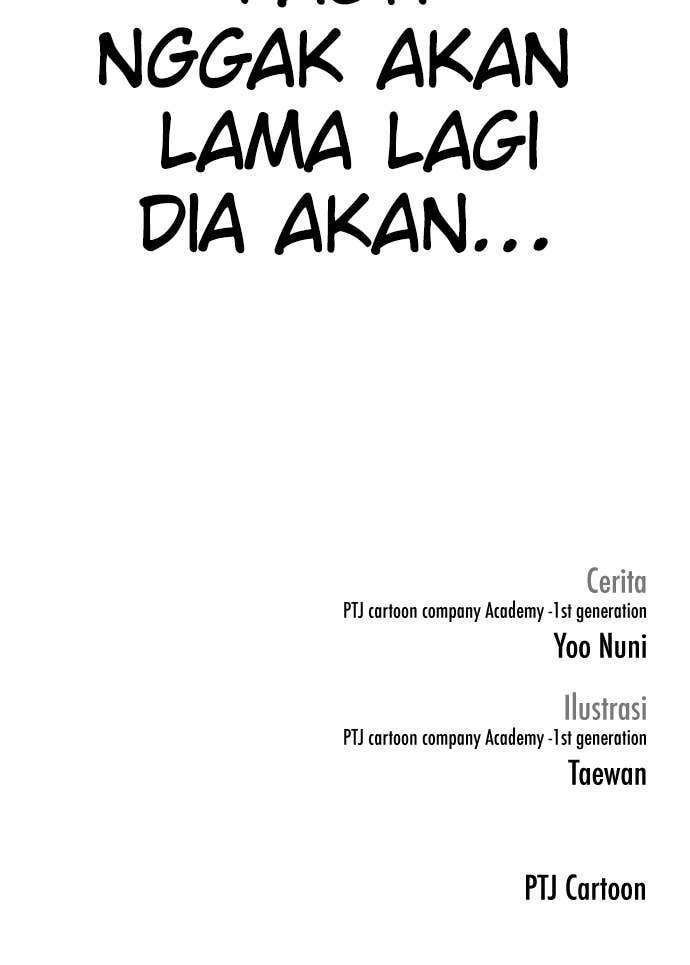 NGGAK AKAN
LAMA LAGI
DIA AKAN...
Cerita
PTJ cartoon company Academy -1st generation
Yoo Nuni
Ilustrasi
PTJ cartoon company Academy -1st generation
Taewan
PTJ Cartoon